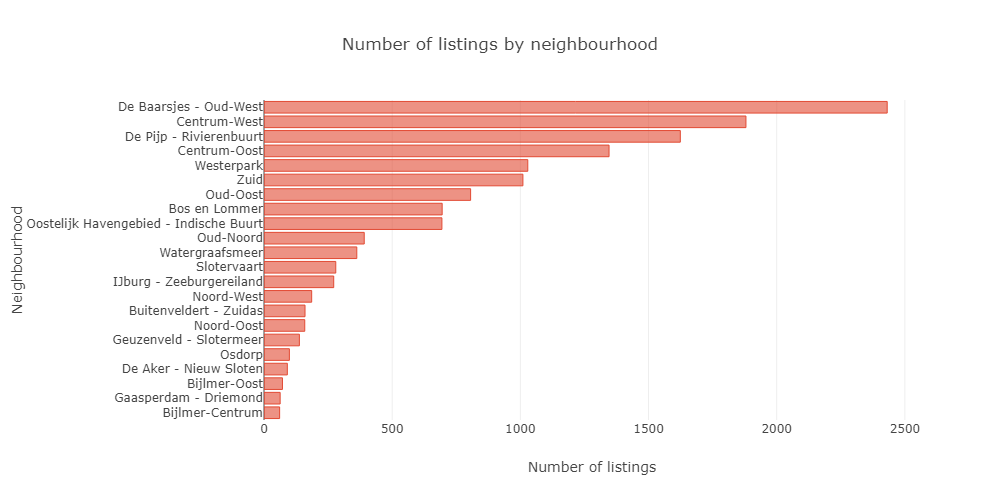 Number of listings by neighbourhood
De Baarsjes - Oud-West
Centrum-West
De Pijp - Rivierenbuurt
Centrum-Oost
Westerpark
Zuid
Oud-Oost
Bos en Lommer
Oostelijk Havengebied - Indische Buurt
Oud-Noord
Watergraafsmeer
Slotervaart
IJburg - Zeeburgereiland
Noord-West
Buitenveldert - Zuidas
Noord-Oost
Geuzenveld - Slotermeer
Osdorp
De Aker - Nieuw Sloten
Bijlmer-Oost
Gaasperdam - Driemond
Bijlmer-Centrum
Neighbourhood
0 500 1000 1500 2000 2500
Number of listings